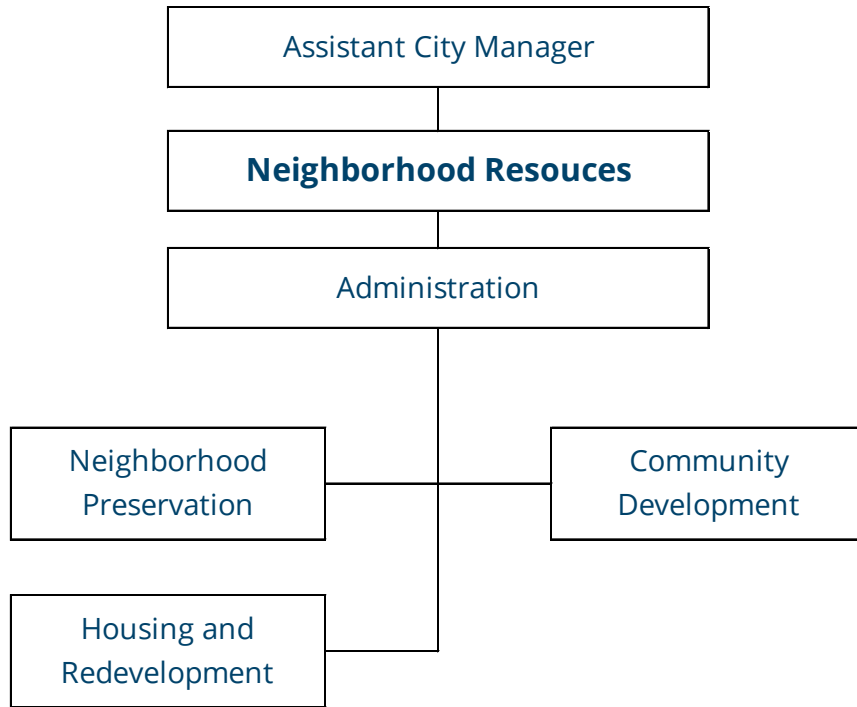 Assistant City Manager
Neighborhood Resouces
Administration
Neighborhood
Preservation
Community
Development
Housing and
Redevelopment